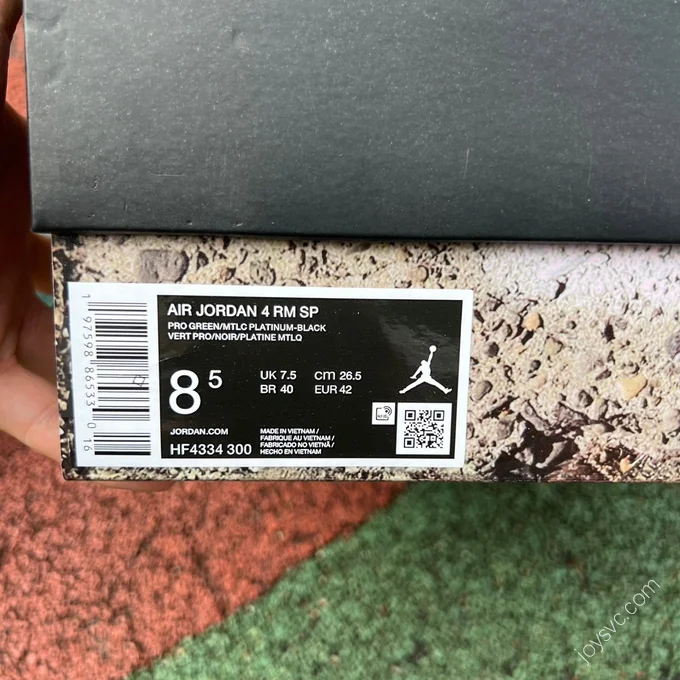 AIR JORDAN 4 RM SP
PRO GREEN/MTLC PLATINUM-BLACK
VERT PRO/NOIR/PLATINE MTLQ
8 5
UK 7.5 cm 26.5
BR 40 EUR 42
JORDAN.COM
HF4334 300
MADE IN VIETNAM /
FABRIQUE AU VIETNAM /
FABRICADO NO VIETNÃ /
HECHO EN VIETNAM
1 97598 86533 0 16
joysvc.com